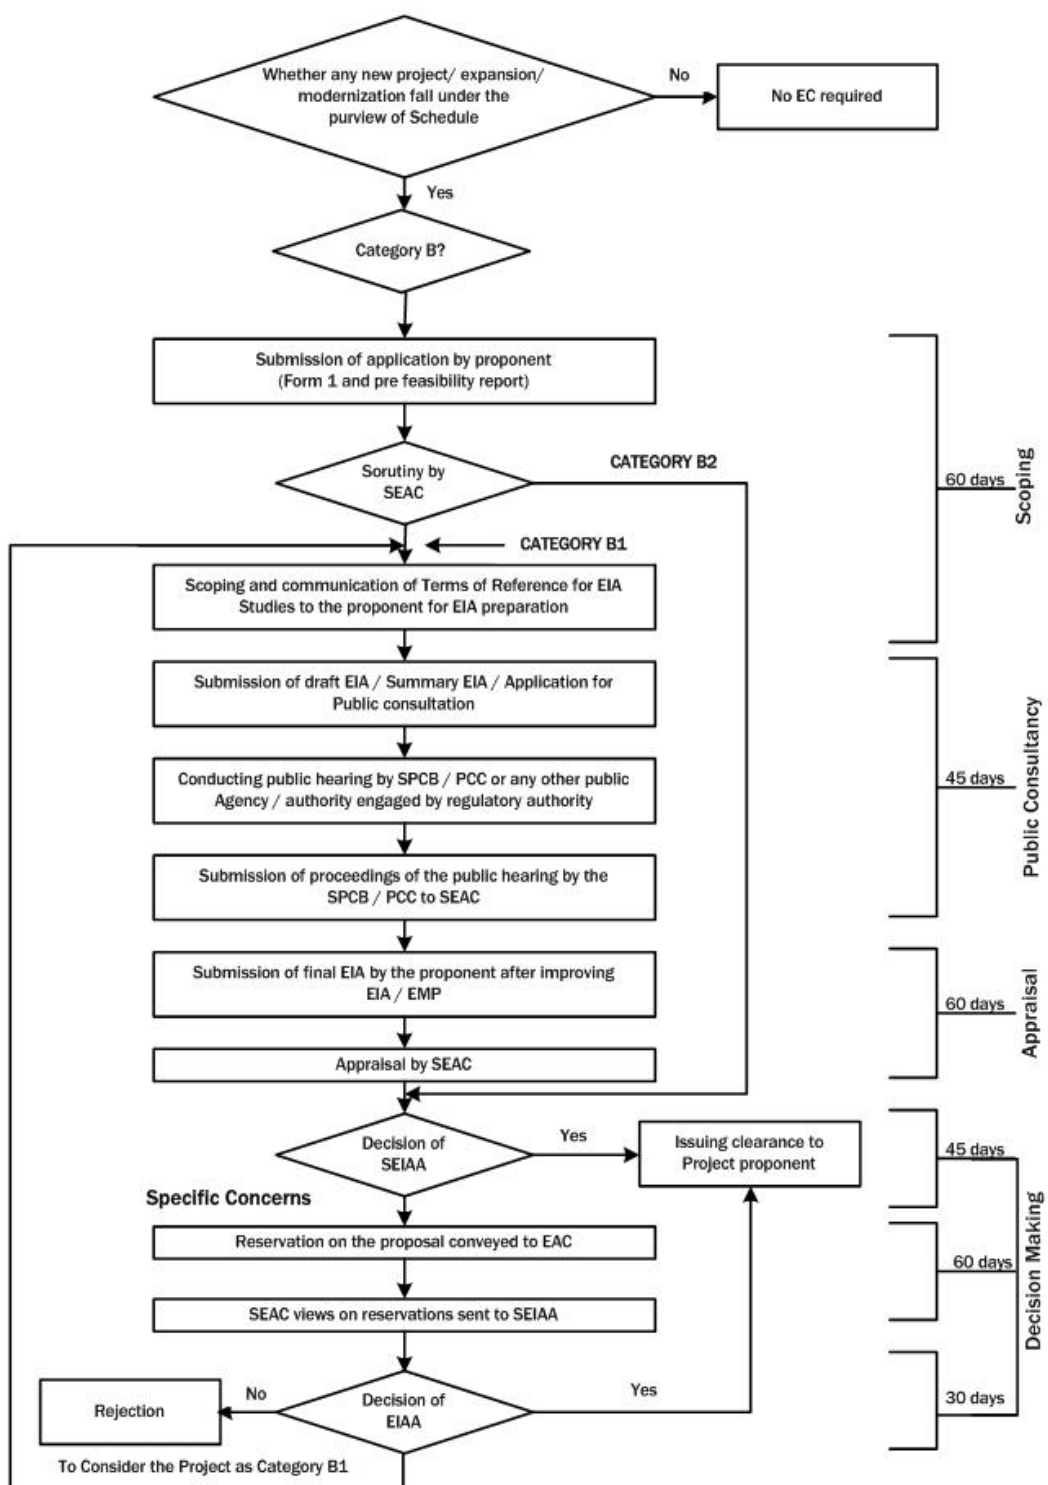 Whether any new project/ expansion/
modernization fall under the
purview of Schedule
No
No EC required
Yes
Category B?
Submission of application by proponent
(Form 1 and pre feasibility report)
Sorutiny by
SEAC
CATEGORY B2
60 days
Scoping
CATEGORY B1
Scoping and communication of Terms of Reference for EIA
Studies to the proponent for EIA preparation
Submission of draft EIA / Summary EIA / Application for
Public consultation
Conducting public hearing by SPCB / PCC or any other public
Agency / authority engaged by regulatory authority
45 days
Public Consultancy
Submission of proceedings of the public hearing by the
SPCB / PCC to SEAC
Submission of final EIA by the proponent after improving
EIA / EMP
60 days
Appraisal
Appraisal by SEAC
Decision of
SEIAA
Yes
Issuing clearance to
Project proponent
45 days
Specific Concerns
Reservation on the proposal conveyed to EAC
60 days
Decision Making
SEAC views on reservations sent to SEIAA
Decision of
EIAA
No
Rejection
Yes
30 days
To Consider the Project as Category B1